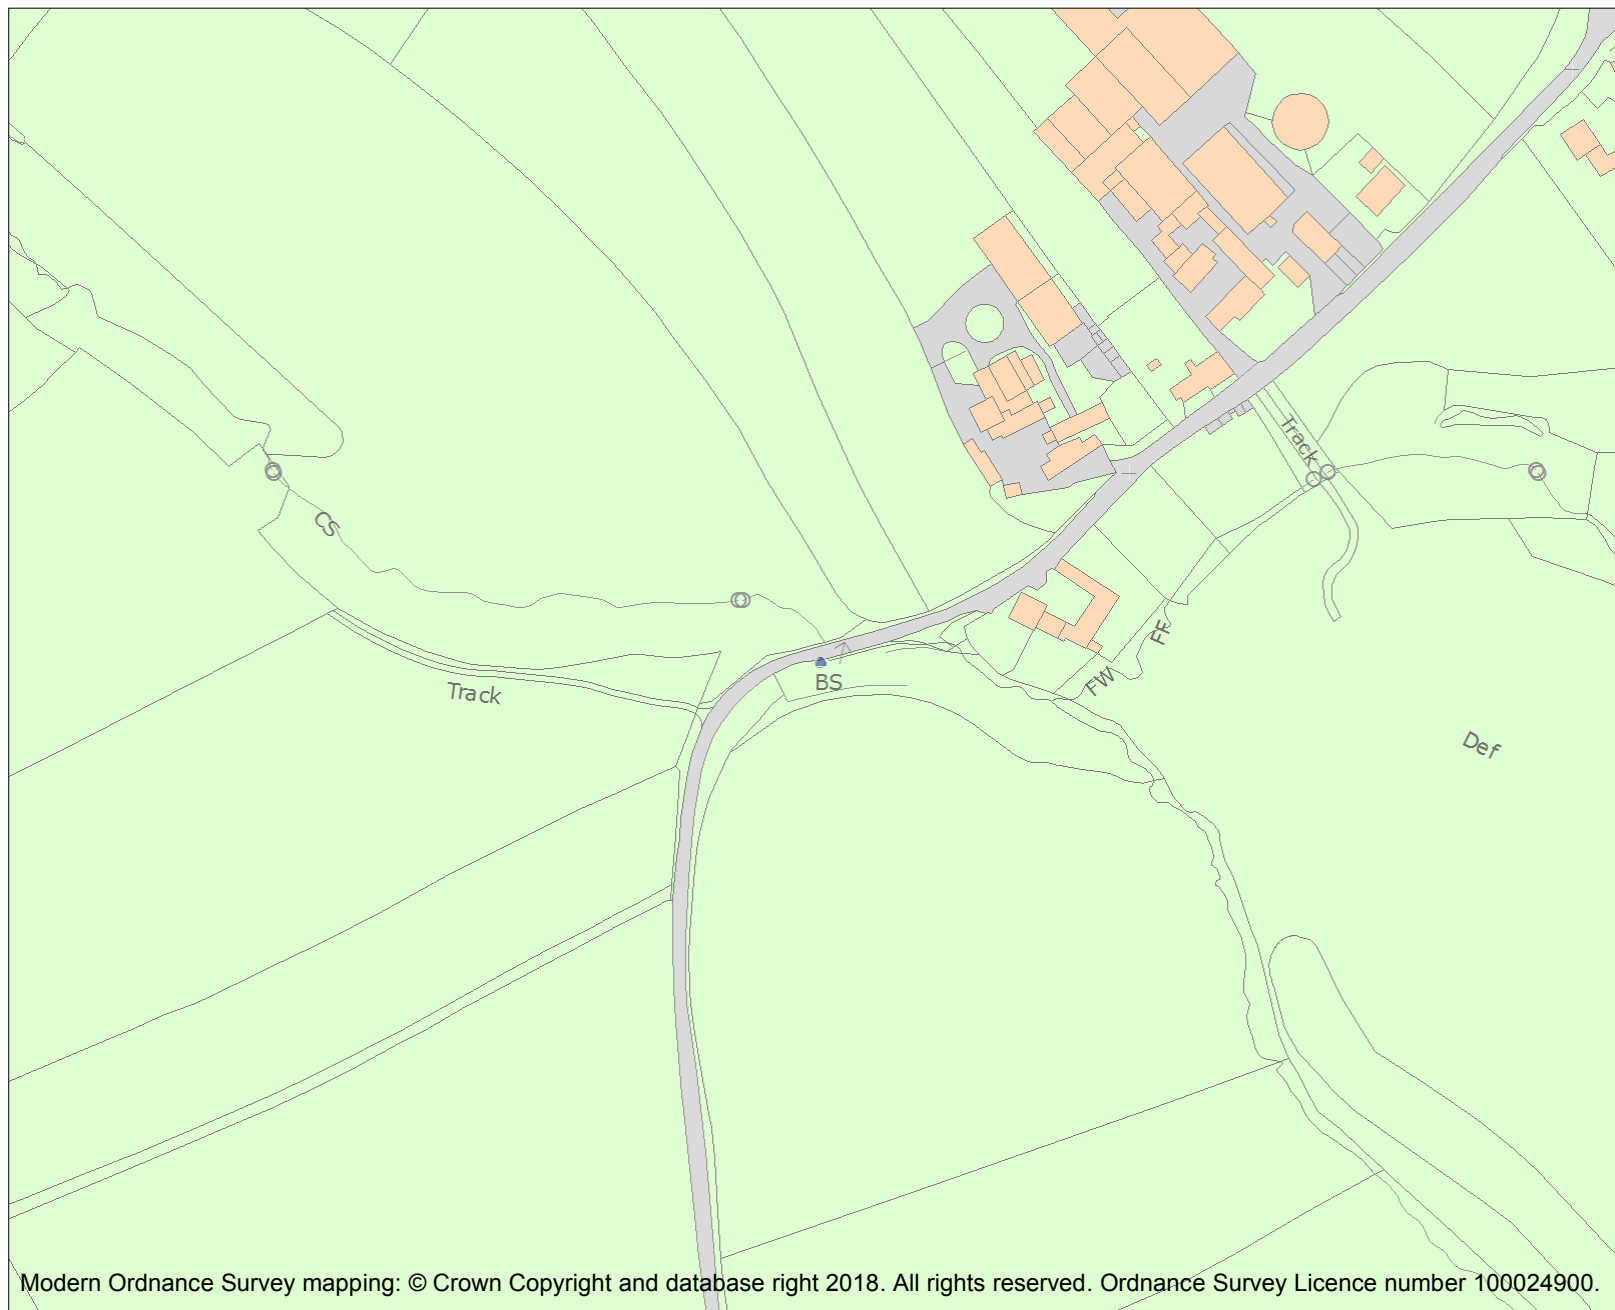 Track
CS
FF
FW
BS
Track
Def
Modern Ordnance Survey mapping: © Crown Copyright and database right 2018. All rights reserved. Ordnance Survey Licence number 100024900.